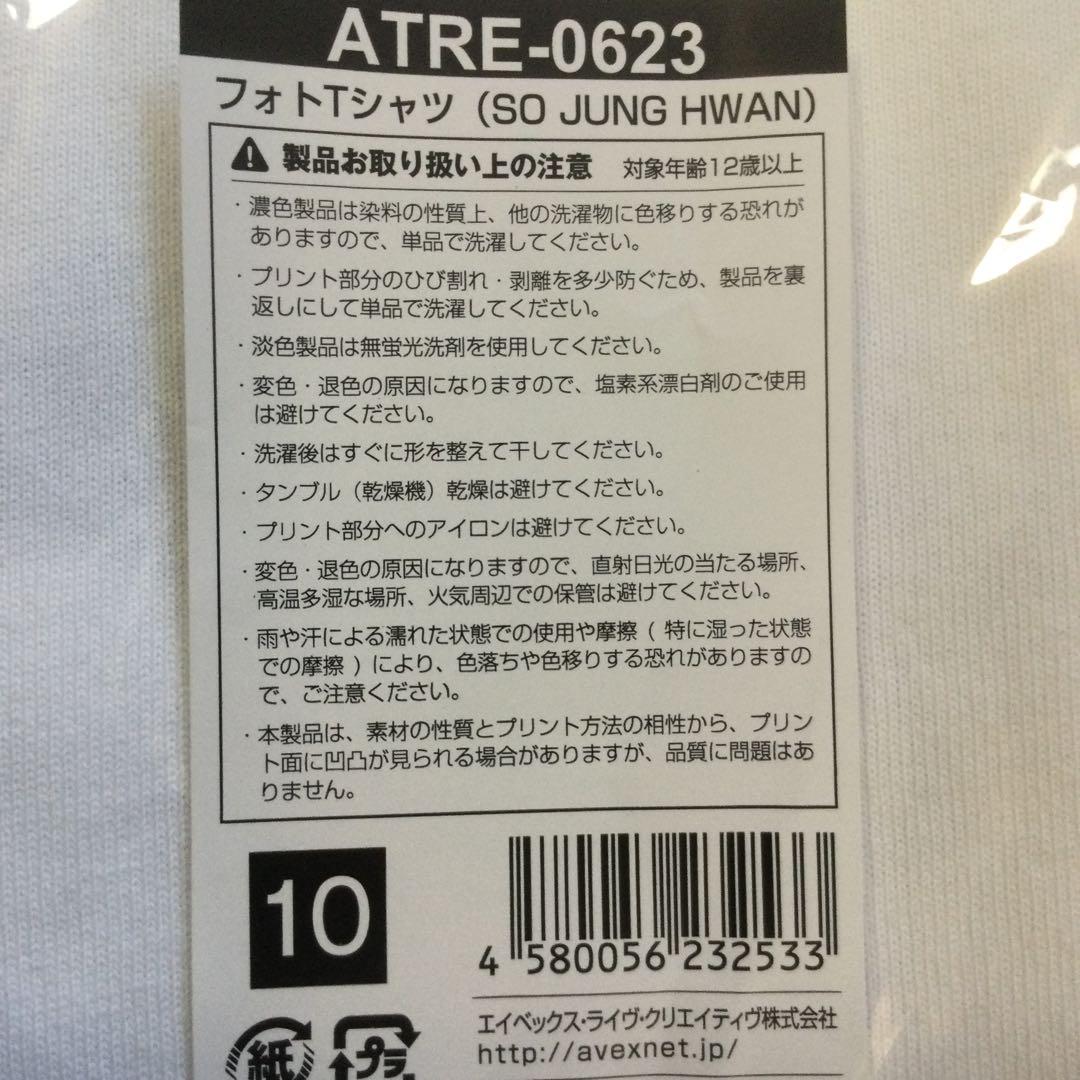 ATRE-0623
フォトTシャツ（SO JUNG HWAN）
製品お取り扱い上の注意 対象年齢12歳以上
・濃色製品は染料の性質上、他の洗濯物に色移りする恐れが
ありますので、単品で洗濯してください。
・プリント部分のひび割れ・剥離を多少防ぐため、製品を裏
返しにして単品で洗濯してください。
・淡色製品は無蛍光洗剤を使用してください。
・変色・退色の原因になりますので、塩素系漂白剤のご使用
は避けてください。
・洗濯後はすぐに形を整えて干してください。
・タンブル（乾燥機）乾燥は避けてください。
・プリント部分へのアイロンは避けてください。
・変色・退色の原因になりますので、直射日光の当たる場所、
高温多湿な場所、火気周辺での保管は避けてください。
・雨や汗による濡れた状態での使用や摩擦（特に湿った状態
での摩擦）により、色落ちや色移りする恐れがありますの
で、ご注意ください。
・本製品は、素材の性質とプリント方法の相性から、プリン
ト面に凹凸が見られる場合がありますが、品質に問題はあ
りません。
10
4 580056 232533
エイベックス・ライヴ・クリエイティヴ株式会社
http://avexnet.jp/
紙 プラ